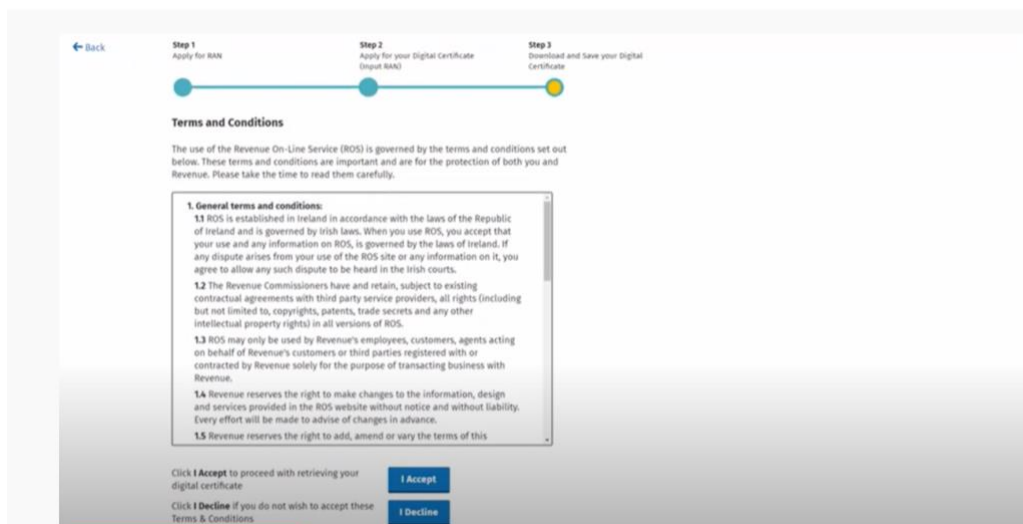 ← Back
Step 1
Apply for RAN
Step 2
Apply for your Digital Certificate
(Input RAN)
Step 3
Download and Save your Digital
Certificate
Terms and Conditions
The use of the Revenue On-Line Service (ROS) is governed by the terms and conditions set out
below. These terms and conditions are important and are for the protection of both you and
Revenue. Please take the time to read them carefully.
1. General terms and conditions:
1.1 ROS is established in Ireland in accordance with the laws of the Republic
of Ireland and is governed by Irish laws. When you use ROS, you accept that
your use and any information on ROS, is governed by the laws of Ireland. If
any dispute arises from your use of the ROS site or any information on it, you
agree to allow any such dispute to be heard in the Irish courts.
1.2 The Revenue Commissioners have and retain, subject to existing
contractual agreements with third party service providers, all rights (including
but not limited to, copyrights, patents, trade secrets and any other
intellectual property rights) in all versions of ROS.
1.3 ROS may only be used by Revenue's employees, customers, agents acting
on behalf of Revenue's customers or third parties registered with or
contracted by Revenue solely for the purpose of transacting business with
Revenue.
1.4 Revenue reserves the right to make changes to the information, design
and services provided in the ROS website without notice and without liability.
Every effort will be made to advise of changes in advance.
1.5 Revenue reserves the right to add, amend or vary the terms of this
Click I Accept to proceed with retrieving your
digital certificate
I Accept
Click I Decline if you do not wish to accept these
Terms & Conditions
I Decline